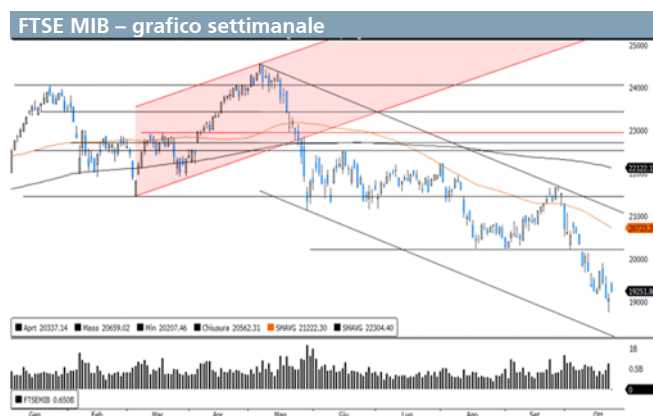 FTSE MIB – grafico settimanale
25000
24000
23000
22122.1
22000
21000
20000
19251.8
19000
Aprt 20337.14 Mass 20659.02 Min 20207.46 Chiusura 20562.31 SMAVG 21222.30 SMAVG 22304.40
1B
0.5B
0
FTSEMIB 0.650B
Gen Feb Mar Apr Mag Giu Lug Ago Set Ott